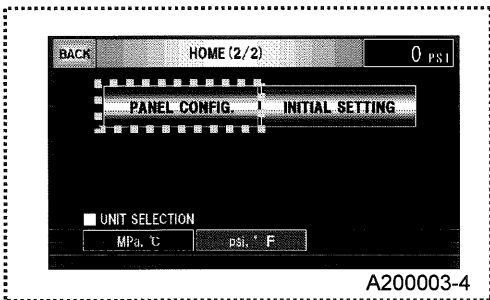 BACK HOME (2/2) 0 PSI
PANEL CONFIG. INITIAL SETTING
UNIT SELECTION
MPa, ℃ psi, ° F
A200003-4